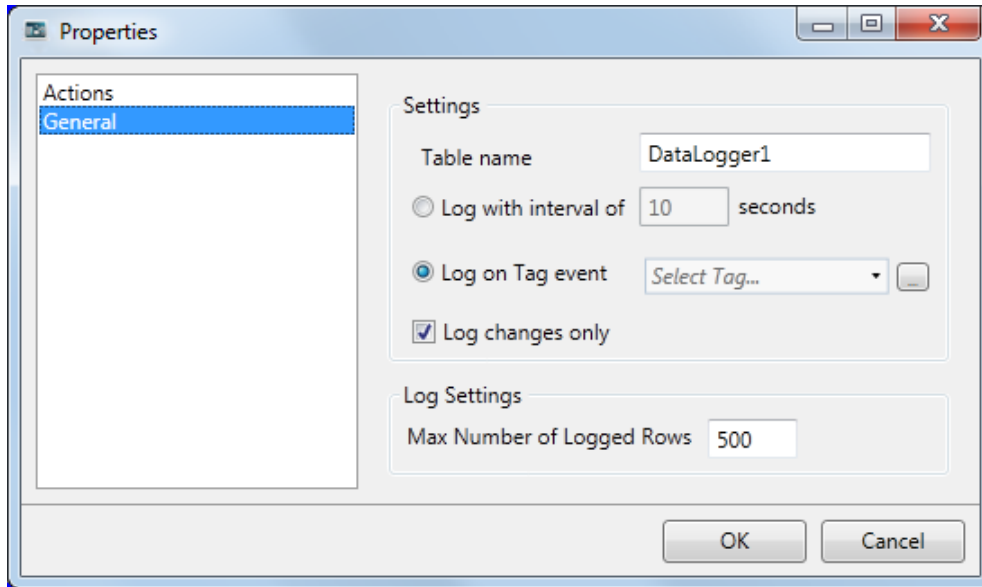 Properties
Actions
General
Settings
Table name DataLogger1
Log with interval of 10 seconds
Log on Tag event Select Tag... ...
Log changes only
Log Settings
Max Number of Logged Rows 500
OK Cancel